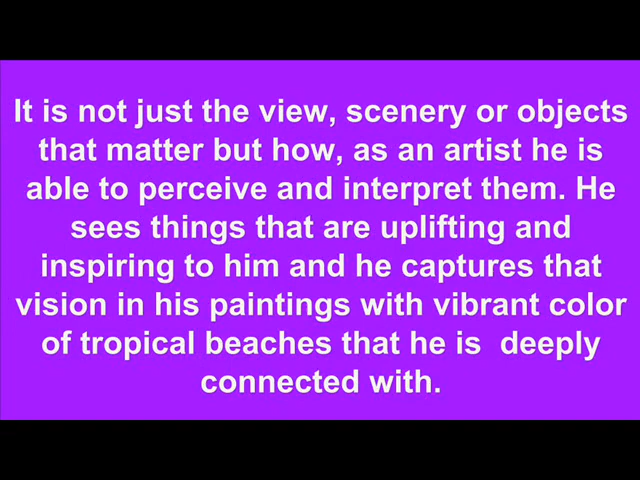 It is not just the view, scenery or objects
that matter but how, as an artist he is
able to perceive and interpret them. He
sees things that are uplifting and
inspiring to him and he captures that
vision in his paintings with vibrant color
of tropical beaches that he is  deeply
connected with.